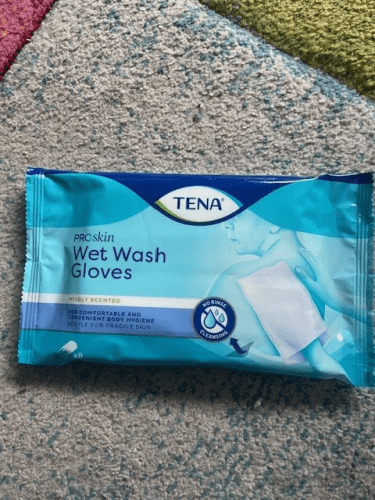 TENA®
PROskin
Wet Wash
Gloves
MILDLY SCENTED
FOR COMFORTABLE AND
CONVENIENT BODY HYGIENE
GENTLE FOR FRAGILE SKIN
NO RINSE
CLEANSING
x8